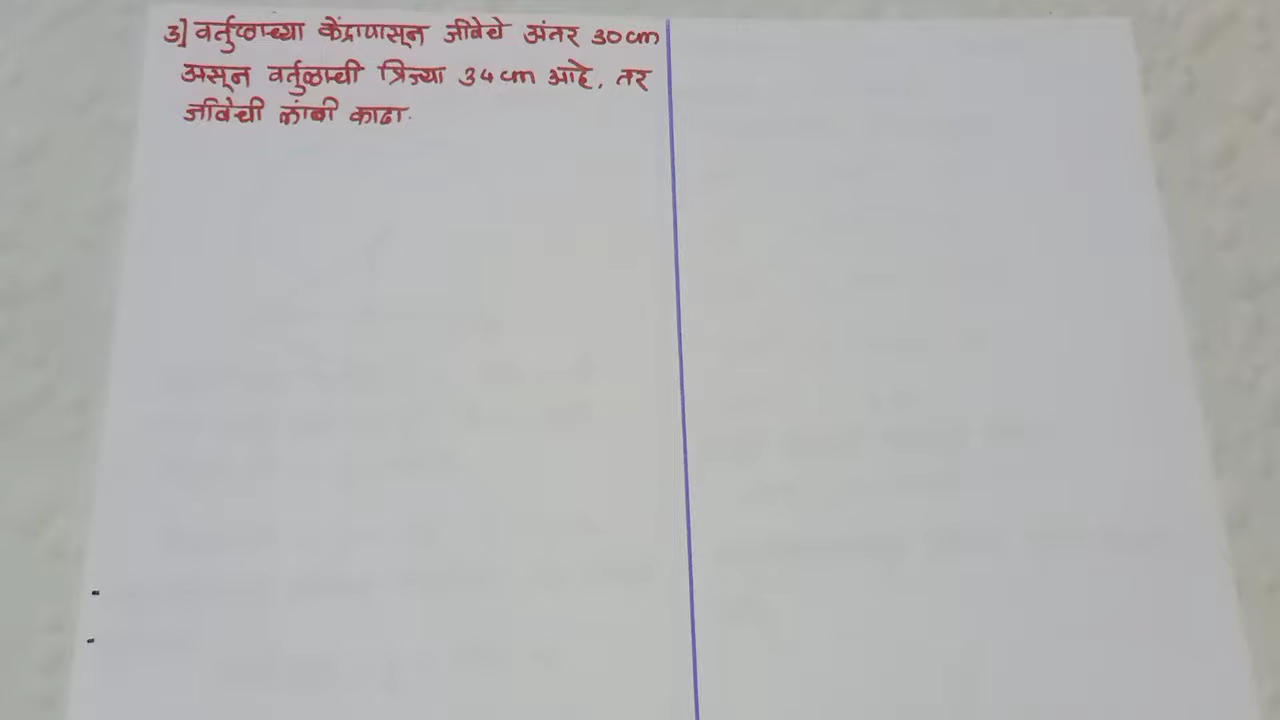 3] वर्तुळाच्या केंद्रापासून जीवेचे अंतर 30cm
असून वर्तुळाची त्रिज्या 34cm आहे, तर
जीवेची लांबी काढा.